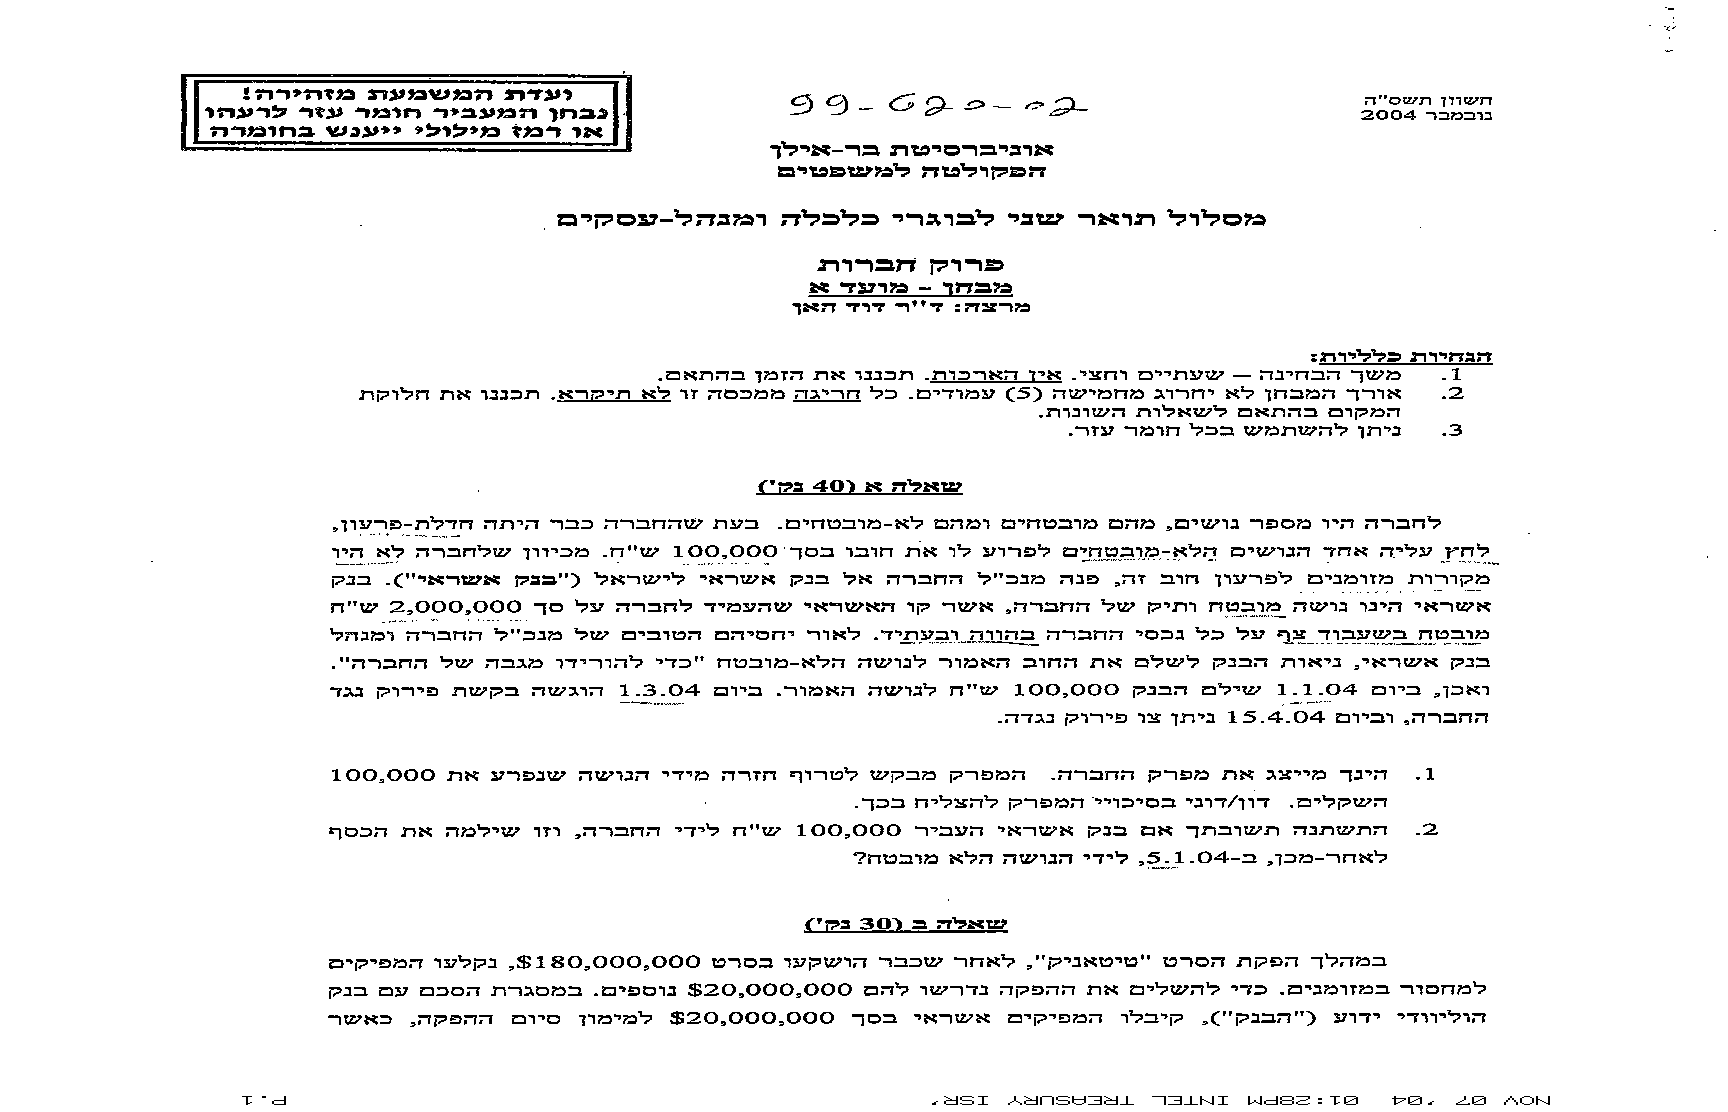 ועדת המשמעת מזהירה!
נבחן המעביר חומר עזר לרעהו
או רמז מילולי ייענש בחומרה
99-620-02
חשוון תשס"ה
נובמבר 2004
אוניברסיטת בר-אילן
הפקולטה למשפטים
מסלול תואר שני לבוגרי כלכלה ומנהל-עסקים
פרוק חברות
מבחן - מועד א
מרצה: ד"ר דוד האן
הנחיות כלליות:
1. משך הבחינה – שעתיים וחצי. אין הארכות. תכננו את הזמן בהתאם.
2. אורך המבחן לא יחרוג מחמישה (5) עמודים. כל חריגה ממכסה זו לא תיקרא. תכננו את חלוקת
המקום בהתאם לשאלות השונות.
3. ניתן להשתמש בכל חומר עזר.
שאלה א (40 נק')
לחברה היו מספר נושים, מהם מובטחים ומהם לא-מובטחים. בעת שהחברה כבר היתה חדלת-פרעון,
לחץ עליה אחד הנושים הלא-מובטחים לפרוע לו את חובו בסך 100,000 ש"ח. מכיוון שלחברה לא היו
מקורות מזומנים לפרעון חוב זה, פנה מנכ"ל החברה אל בנק אשראי לישראל ("בנק אשראי"). בנק
אשראי הינו נושה מובטח ותיק של החברה, אשר קו האשראי שהעמיד לחברה על סך 2,000,000 ש"ח
מובטח בשעבוד צף על כל נכסי החברה בהווה ובעתיד. לאור יחסיהם הטובים של מנכ"ל החברה ומנהל
בנק אשראי, ניאות הבנק לשלם את החוב האמור לנושה הלא-מובטח "כדי להורידו מגבה של החברה".
ואכן, ביום 1.1.04 שילם הבנק 100,000 ש"ח לנושה האמור. ביום 1.3.04 הוגשה בקשת פירוק נגד
החברה, וביום 15.4.04 ניתן צו פירוק נגדה.
1. הינך מייצג את מפרק החברה. המפרק מבקש לטרוף חזרה מידי הנושה שנפרע את 100,000
השקלים. דון/דוני בסיכויי המפרק להצליח בכך.
2. התשתנה תשובתך אם בנק אשראי העביר 100,000 ש"ח לידי החברה, וזו שילמה את הכסף
לאחר-מכן, ב-5.1.04, לידי הנושה הלא מובטח?
שאלה ב (30 נק')
במהלך הפקת הסרט "טיטאניק", לאחר שכבר הושקעו בסרט $180,000,000, נקלעו המפיקים
למחסור במזומנים. כדי להשלים את ההפקה נדרשו להם $20,000,000 נוספים. במסגרת הסכם עם בנק
הוליוודי ידוע ("הבנק"), קיבלו המפיקים אשראי בסך $20,000,000 למימון סיום ההפקה, כאשר
NOV 07 '04 01:28PM INTEL TREASURY ISR.
P.1